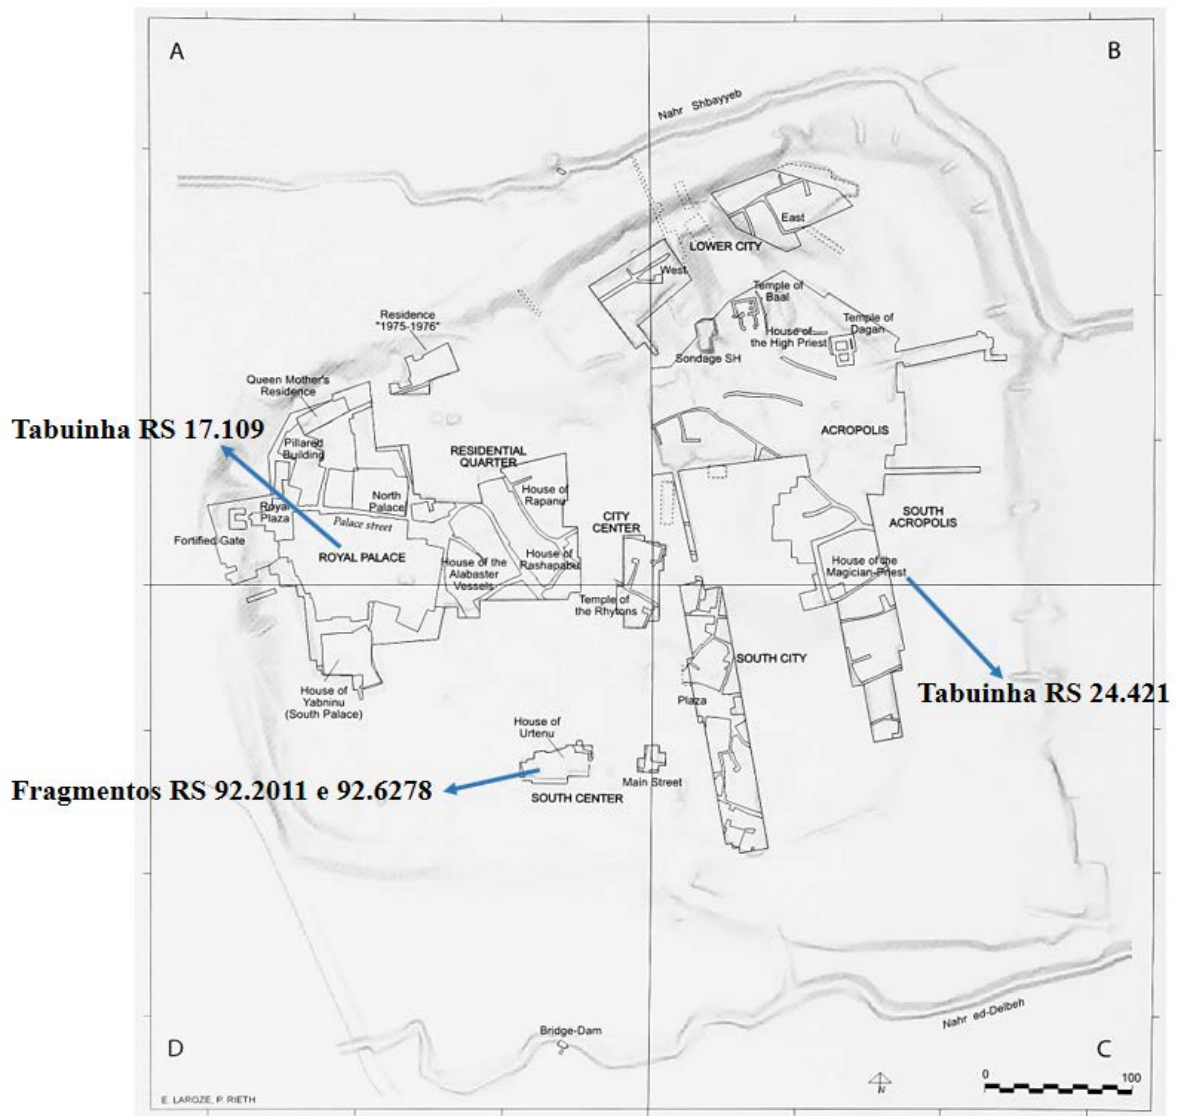 A
B
Nahr Shbayyeb
East
LOWER CITY
West
Temple of
Baal
House of
the High Priest
Temple of
Dagan
Sondage SH
Residence
"1975-1976"
Queen Mother's
Residence
Tabuinha RS 17.109
Pillared
Building
RESIDENTIAL
QUARTER
ACROPOLIS
North
Palace
House of
Rapanu
Royal
Plaza
Palace street
CITY
CENTER
SOUTH
ACROPOLIS
Fortified Gate
ROYAL PALACE
House of the
Alabaster
Vessels
House of
Rashapabu
House of the
Magician-Priest
Temple of
the Rhytons
SOUTH CITY
House of
Yabninu
(South Palace)
Plaza
Tabuinha RS 24.421
House of
Urtenu
Main Street
Fragmentos RS 92.2011 e 92.6278
SOUTH CENTER
Nahr ed-Delbeh
Bridge-Dam
D
C
0
100
E. LAROZE, P. RIETH